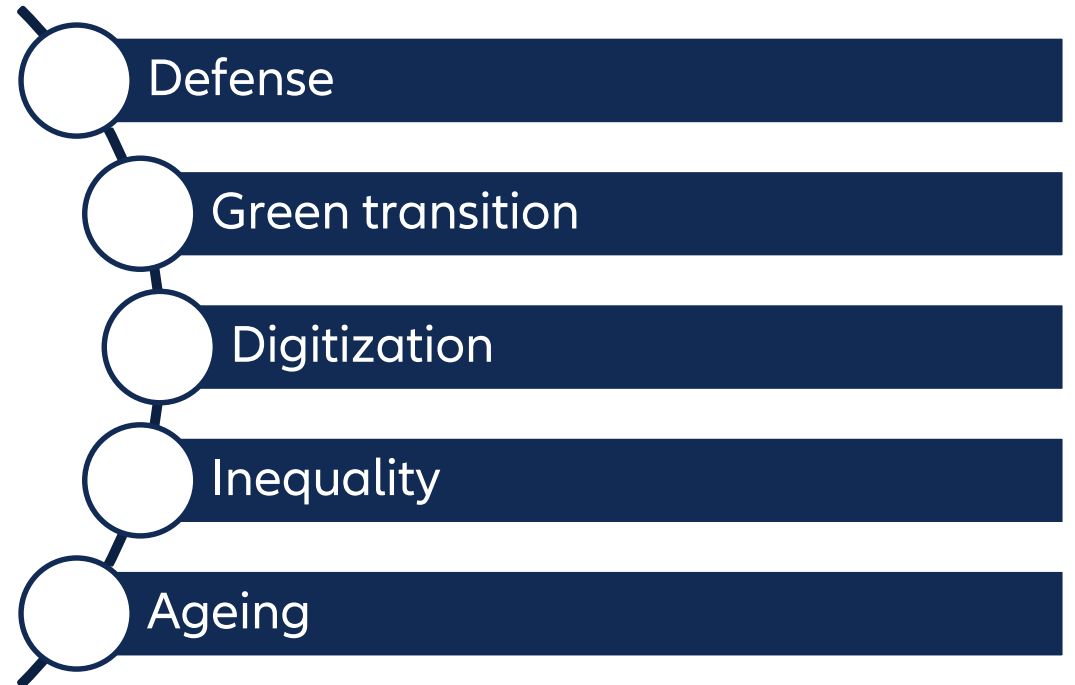 Defense
Green transition
Digitization
Inequality
Ageing